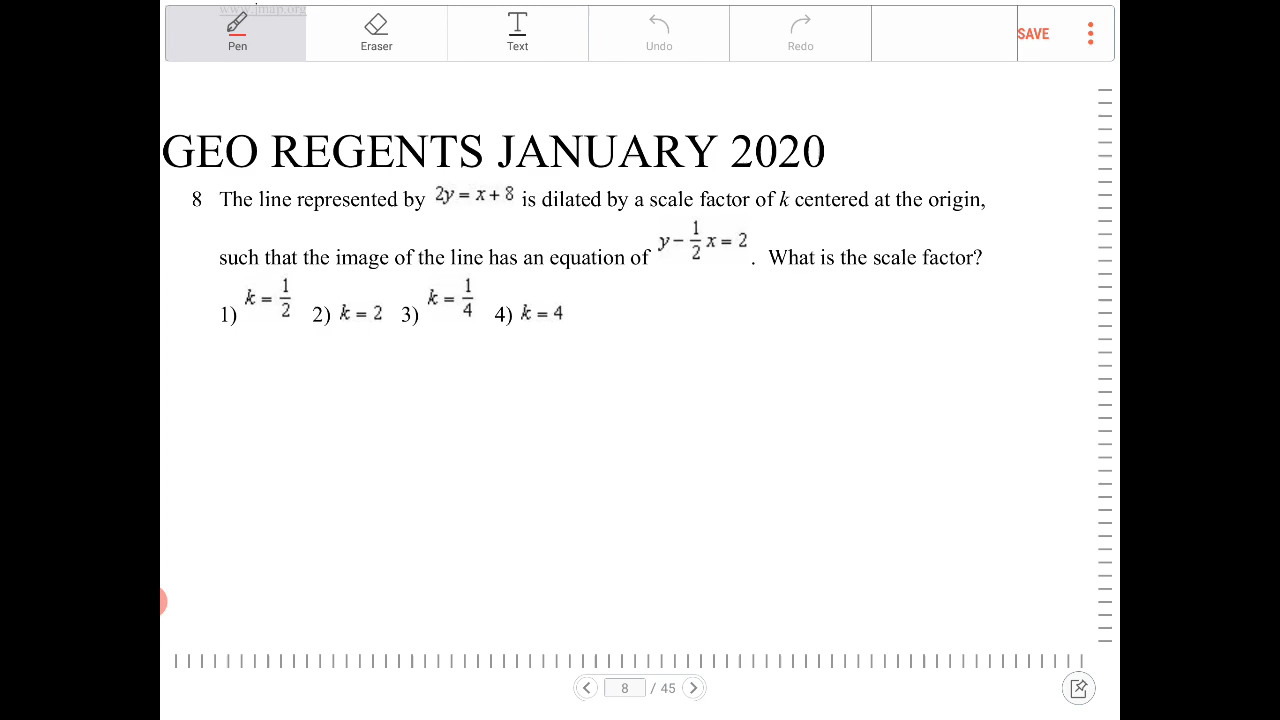 www.jmap.org
Pen Eraser Text Undo Redo SAVE
GEO REGENTS JANUARY 2020
8 The line represented by 2y = x + 8 is dilated by a scale factor of k centered at the origin,
such that the image of the line has an equation of y − 1/2 x = 2 . What is the scale factor?
1) k = 1/2 2) k = 2 3) k = 1/4 4) k = 4
8 / 45